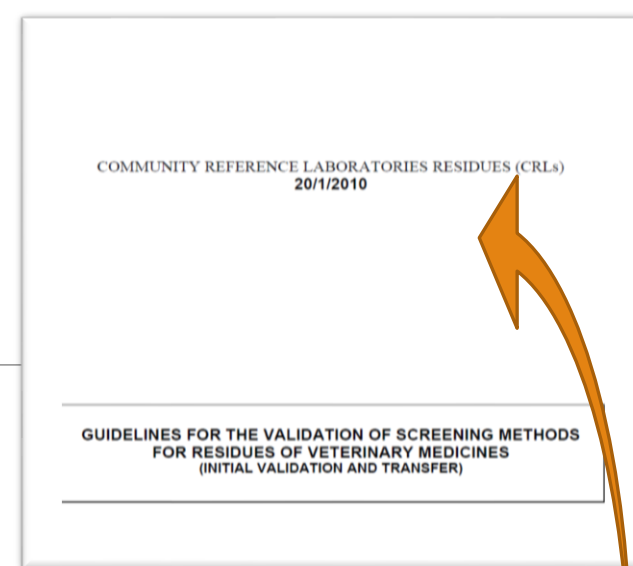 COMMUNITY REFERENCE LABORATORIES RESIDUES (CRLs)
20/1/2010
GUIDELINES FOR THE VALIDATION OF SCREENING METHODS
FOR RESIDUES OF VETERINARY MEDICINES
(INITIAL VALIDATION AND TRANSFER)